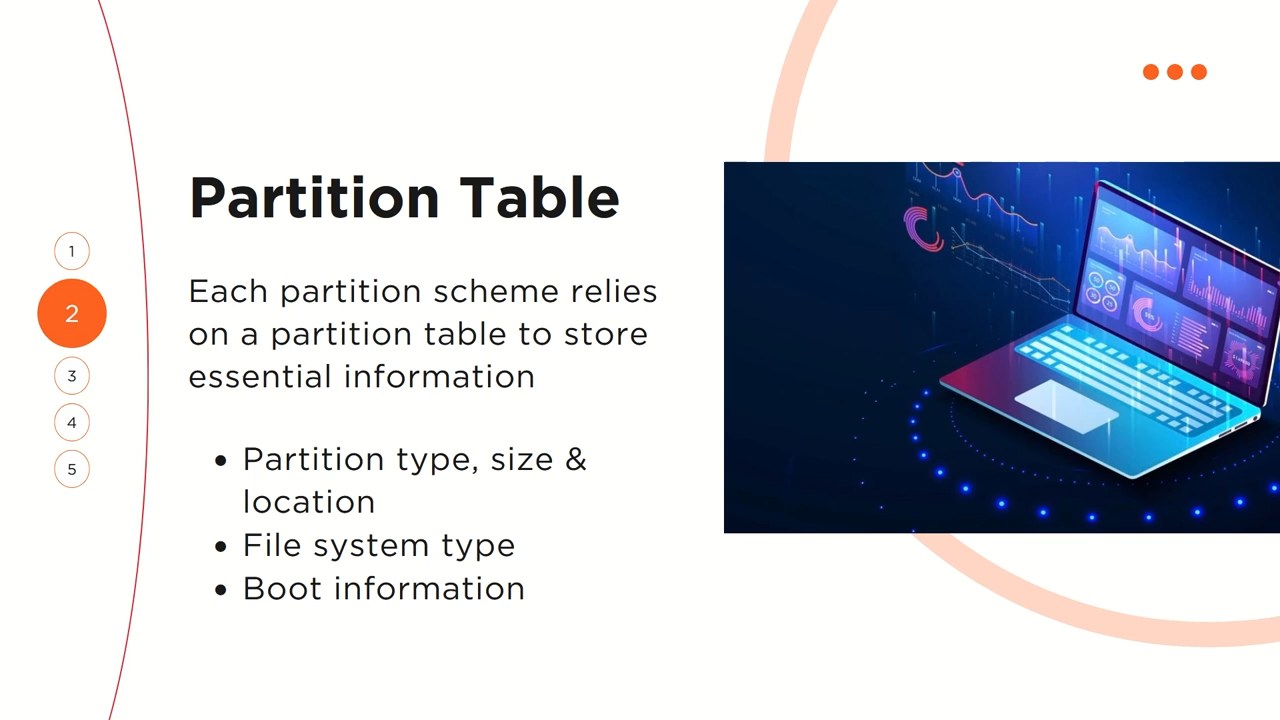 Partition Table
1
2
3
4
5
Each partition scheme relies
on a partition table to store
essential information
• Partition type, size &
location
• File system type
• Boot information